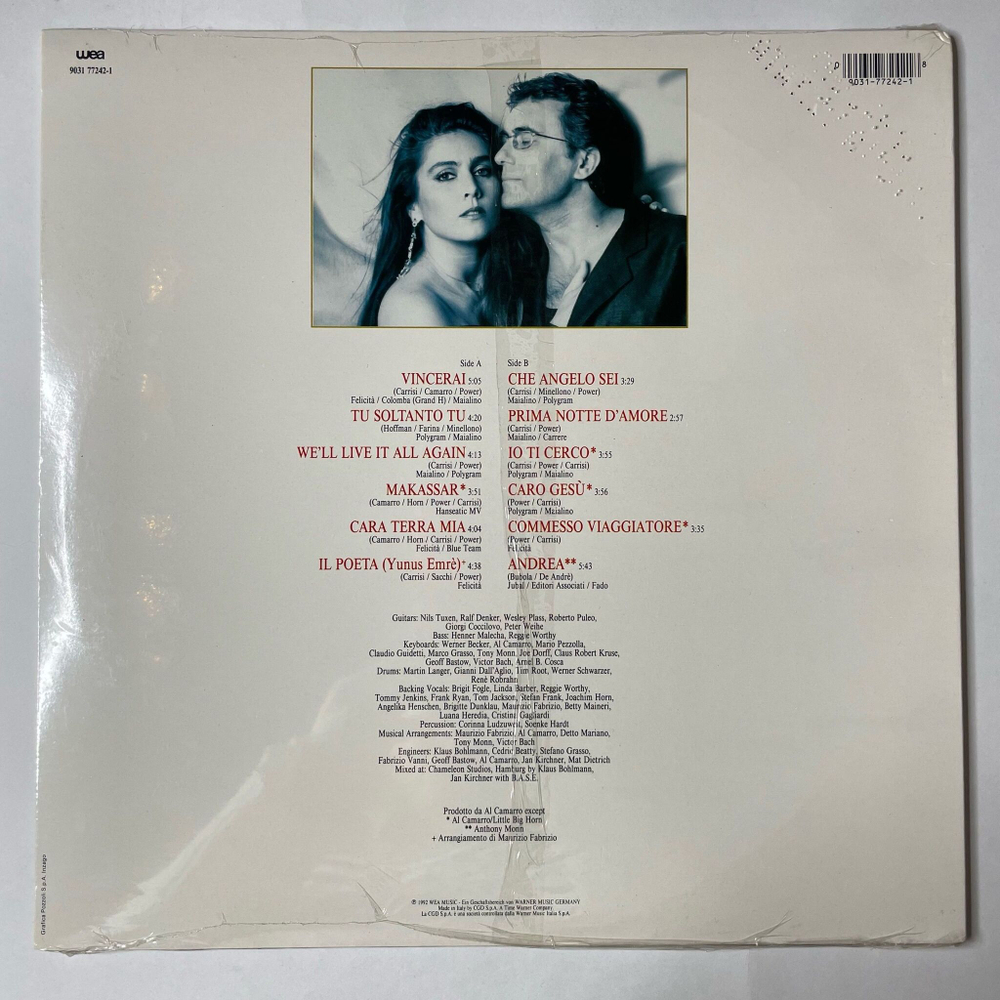 wea
9031 77242-1
0 8
9031-77242-1
Side A
VINCERAI 5:05
(Carrisi / Camarro / Power)
Felicità / Colomba (Grand H) / Maialino
TU SOLTANTO TU 4:20
(Hoffman / Farina / Minellono)
Polygram / Maialino
WE'LL LIVE IT ALL AGAIN 4:13
(Carrisi / Power)
Maialino / Polygram
MAKASSAR* 3:51
(Camarro / Horn / Power / Carrisi)
Hanseatic MV
CARA TERRA MIA 4:04
(Camarro / Horn / Carrisi / Power)
Felicità / Blue Team
IL POETA (Yunus Emrè)+ 4:38
(Carrisi / Sacchi / Power)
Felicità
Side B
CHE ANGELO SEI 3:29
(Carrisi / Minellono / Power)
Maialino / Polygram
PRIMA NOTTE D'AMORE 2:57
(Carrisi / Power)
Maialino / Carrere
IO TI CERCO* 3:55
(Carrisi / Power / Carrisi)
Polygram / Maialino
CARO GESÙ* 3:56
(Power / Carrisi)
Polygram / Maialino
COMMESSO VIAGGIATORE* 3:35
(Power / Carrisi)
Felicità
ANDREA** 5:43
(Bubola / De Andrè)
Jubal / Editori Associati / Fado
Guitars: Nils Tuxen, Ralf Denker, Wesley Plass, Roberto Puleo,
Giorgi Coccilovo, Peter Weihe
Bass: Henner Malecha, Reggie Worthy
Keyboards: Werner Becker, Al Camarro, Mario Pezzolla,
Claudio Guidetti, Marco Grasso, Tony Monn, Joe Dorff, Claus Robert Kruse,
Geoff Bastow, Victor Bach, Arnel B. Cosca
Drums: Martin Langer, Gianni Dall'Aglio, Tim Root, Werner Schwarzer,
Renè Robrahn
Backing Vocals: Brigit Fogle, Linda Barber, Reggie Worthy,
Tommy Jenkins, Frank Ryan, Tom Jackson, Stefan Frank, Joachim Horn,
Angelika Henschen, Brigitte Dunklau, Maurizio Fabrizio, Betty Maineri,
Luana Heredia, Cristina Gagliardi
Percussion: Corinna Ludzuweit, Soenke Hardt
Musical Arrangements: Maurizio Fabrizio, Al Camarro, Detto Mariano,
Tony Monn, Victor Bach
Engineers: Klaus Bohlmann, Cedric Beatty, Stefano Grasso,
Fabrizio Vanni, Geoff Bastow, Al Camarro, Jan Kirchner, Mat Dietrich
Mixed at: Chameleon Studios, Hamburg by Klaus Bohlmann,
Jan Kirchner with B.A.S.E.
Prodotto da Al Camarro except
* Al Camarro/Little Big Horn
** Anthony Monn
+ Arrangiamento di Maurizio Fabrizio
℗ 1992 WEA MUSIC - Ein Geschäftsbereich von WARNER MUSIC GERMANY
Made in Italy by CGD S.p.A. A Time Warner Company
La CGD S.p.A. è una società controllata dalla Warner Music Italia S.p.A.
Grafica Pozzoli S.p.A. Inzago